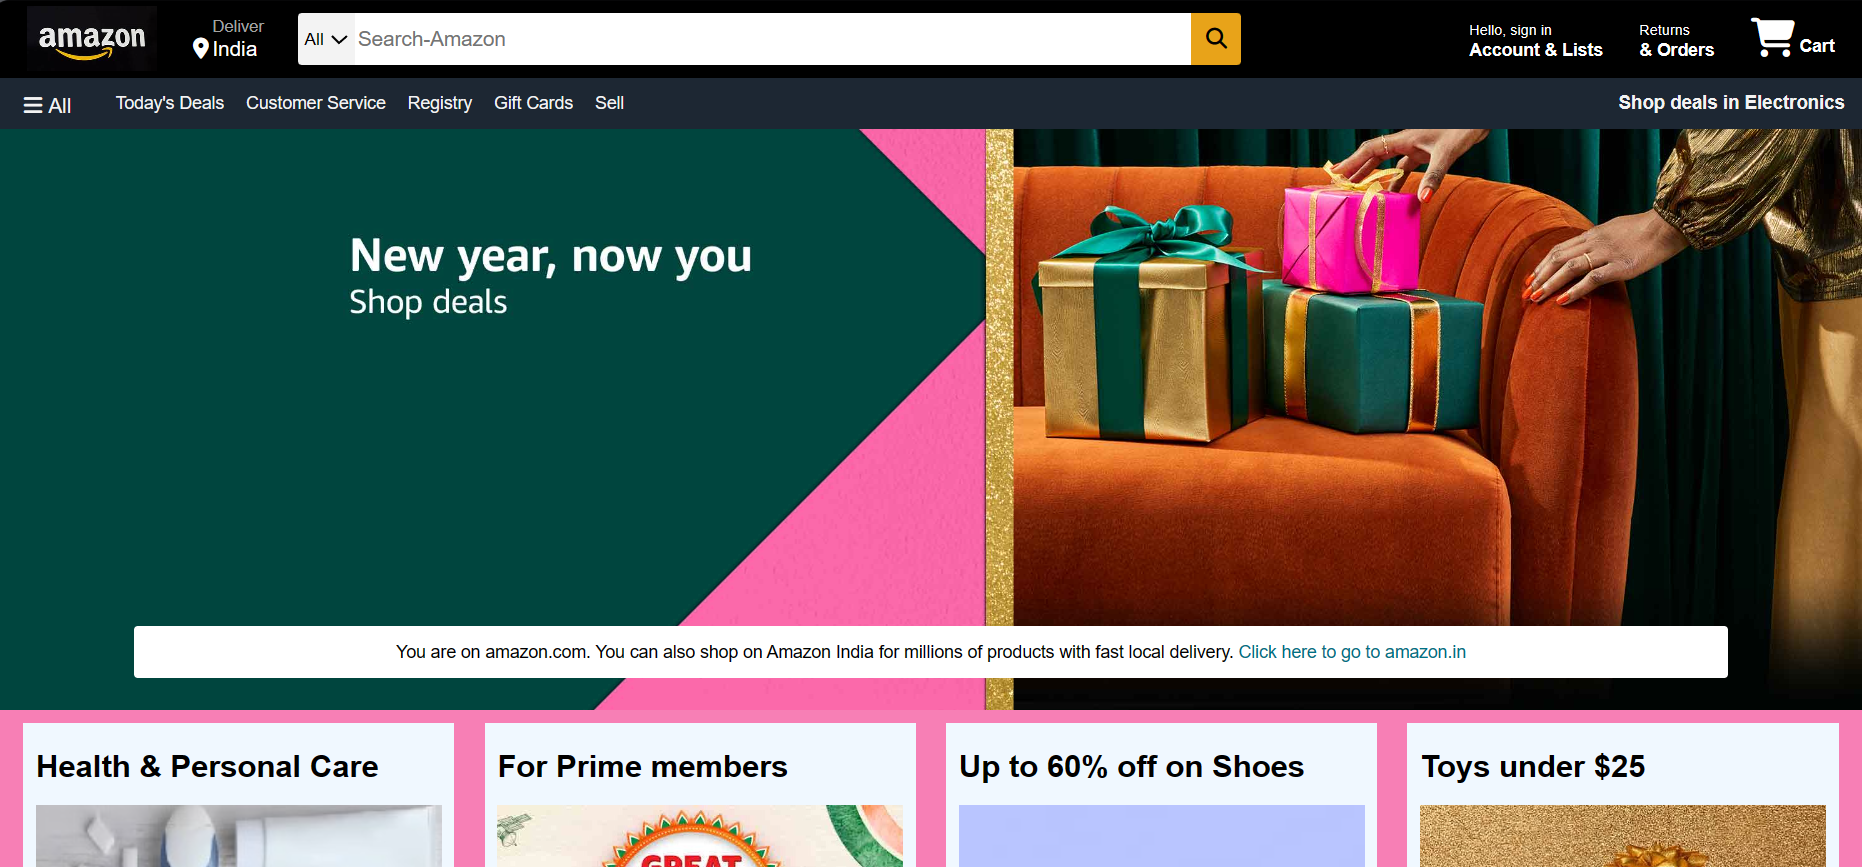 amazon
Deliver
India
All
Search-Amazon
Hello, sign in
Account & Lists
Returns
& Orders
Cart
All
Today's Deals
Customer Service
Registry
Gift Cards
Sell
Shop deals in Electronics
New year, now you
Shop deals
You are on amazon.com. You can also shop on Amazon India for millions of products with fast local delivery. Click here to go to amazon.in
Health & Personal Care
For Prime members
Up to 60% off on Shoes
Toys under $25
GREAT